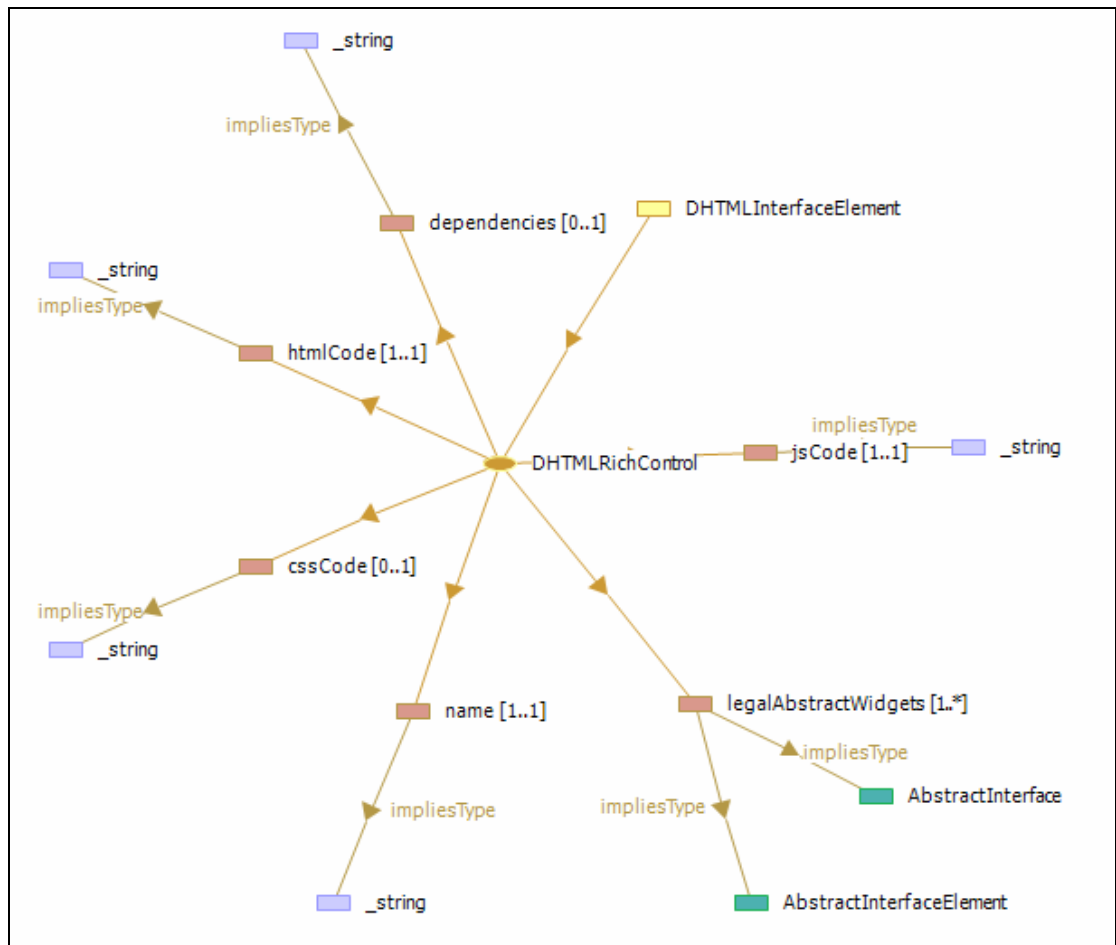 _string
impliesType
dependencies [0..1]
DHTMLInterfaceElement
_string
impliesType
htmlCode [1..1]
impliesType
DHTMLRichControl
jsCode [1..1]
_string
cssCode [0..1]
impliesType
_string
name [1..1]
legalAbstractWidgets [1..*]
impliesType
impliesType
impliesType
AbstractInterface
_string
AbstractInterfaceElement